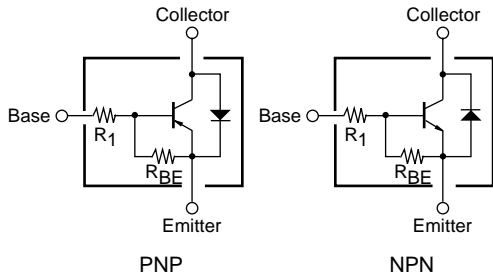 Collector
Base
R1
RBE
Emitter
PNP
Collector
Base
R1
RBE
Emitter
NPN